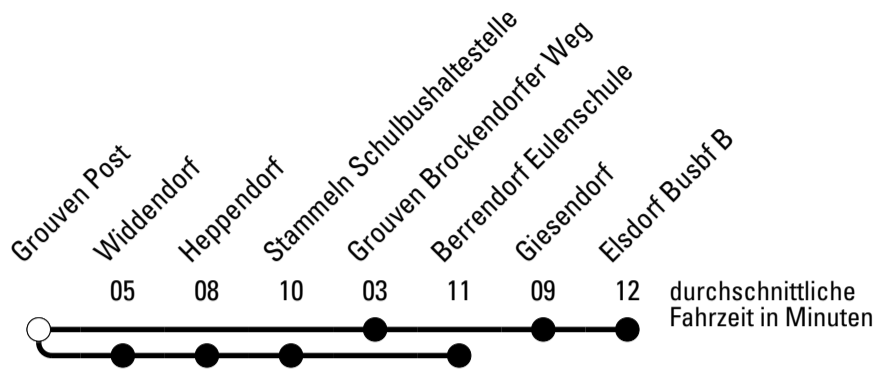 Grouven Post
Widdendorf
Heppendorf
Stammeln Schulbushaltestelle
Grouven Brockendorfer Weg
Berrendorf Eulenschule
Giesendorf
Elsdorf Busbf B
05 08 10 03 11 09 12 durchschnittliche
Fahrzeit in Minuten